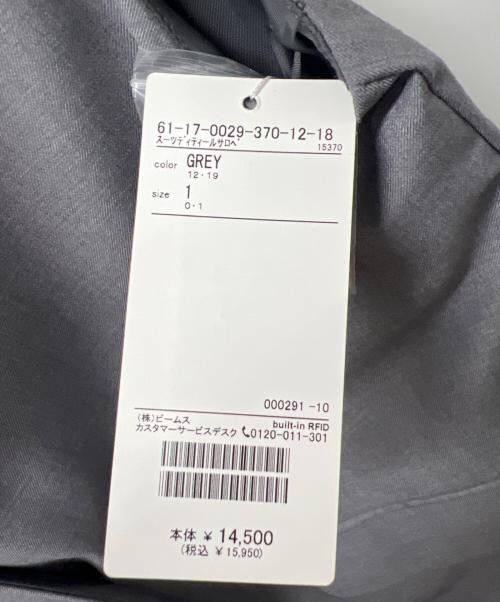 61-17-0029-370-12-18
スーツディティールサロペ
15370
color GREY
12・19
size 1
0・1
000291 -10
(株)ビームス
built-in RFID
カスタマーサービスデスク 0120-011-301
本体 ¥ 14,500
(税込 ¥15,950)